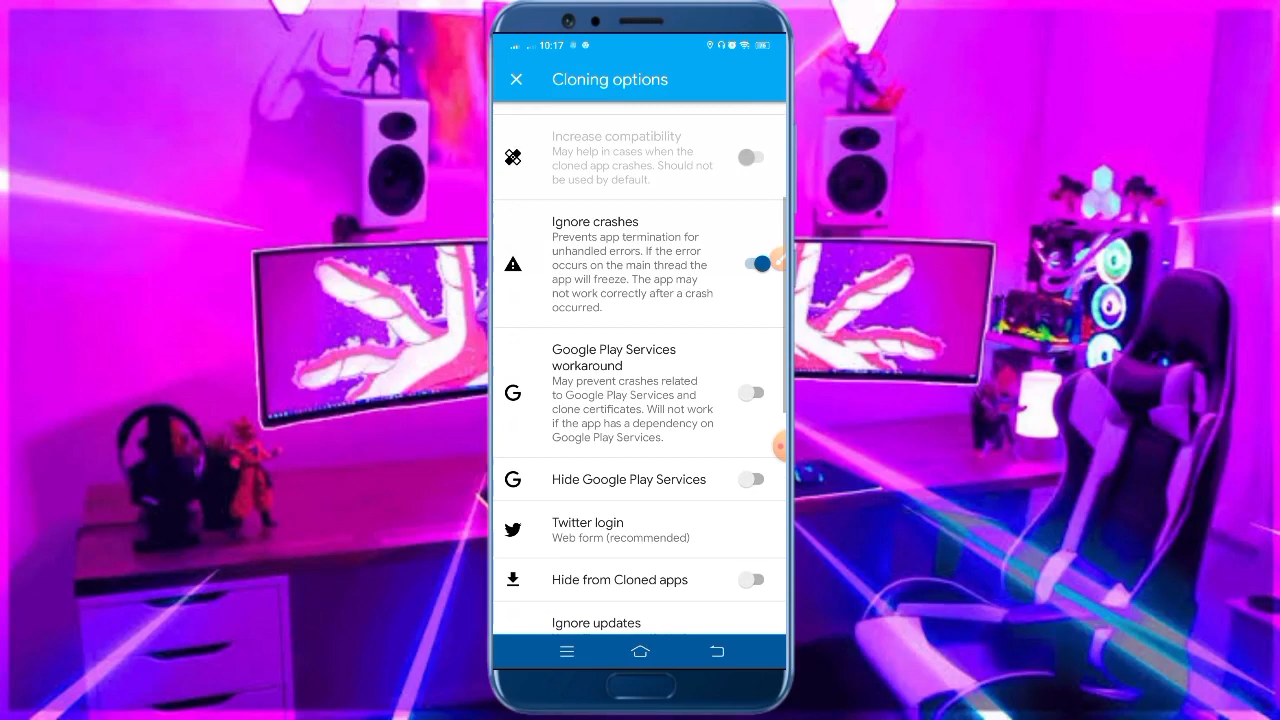 10:17
Cloning options
Increase compatibility
May help in cases when the
cloned app crashes. Should not
be used by default.
Ignore crashes
Prevents app termination for
unhandled errors. If the error
occurs on the main thread the
app will freeze. The app may
not work correctly after a crash
occurred.
Google Play Services
workaround
May prevent crashes related
to Google Play Services and
clone certificates. Will not work
if the app has a dependency on
Google Play Services.
Hide Google Play Services
Twitter login
Web form (recommended)
Hide from Cloned apps
Ignore updates